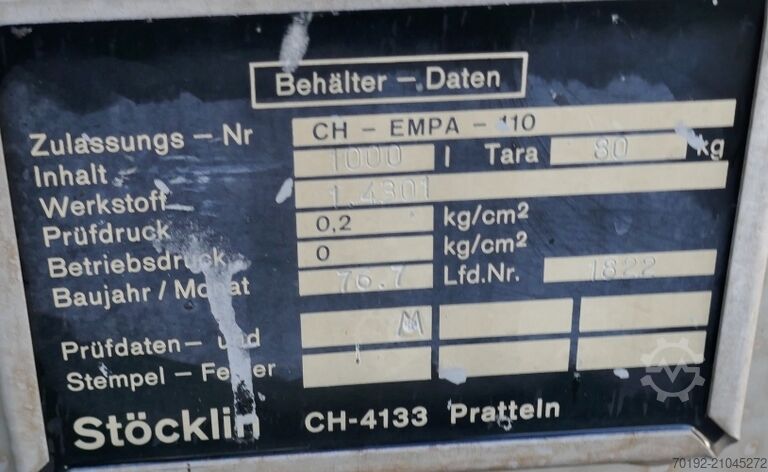 Behälter – Daten
Zulassungs – Nr CH – EMPA – 110
Inhalt 1000 l Tara 80 kg
Werkstoff 1.4301
Prüfdruck 0,2 kg/cm²
Betriebsdruck 0 kg/cm²
Baujahr / Monat 76.7 Lfd.Nr. 1822
Prüfdaten – und M
Stempel – Felder
Stöcklin CH-4133 Pratteln
70192-21045272